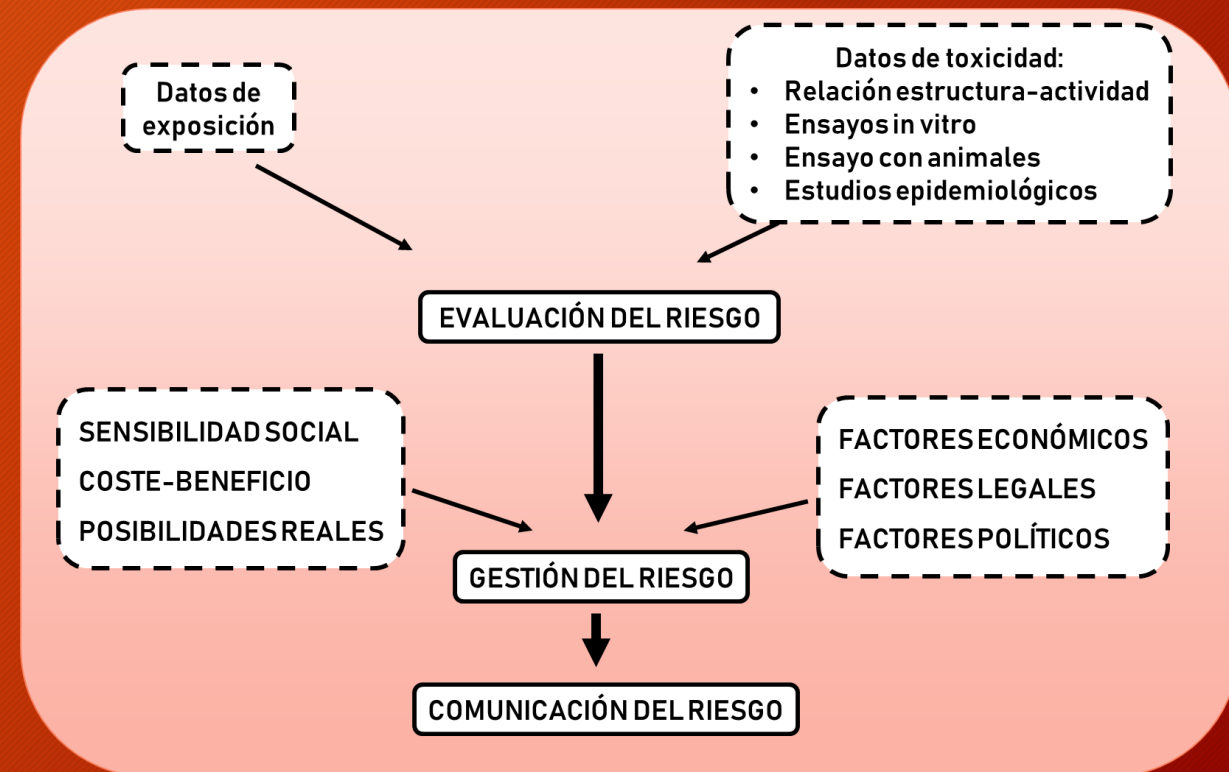 Datos de
exposición
Datos de toxicidad:
• Relación estructura-actividad
• Ensayos in vitro
• Ensayo con animales
• Estudios epidemiológicos
EVALUACIÓN DEL RIESGO
SENSIBILIDAD SOCIAL
COSTE-BENEFICIO
POSIBILIDADES REALES
FACTORES ECONÓMICOS
FACTORES LEGALES
FACTORES POLÍTICOS
GESTIÓN DEL RIESGO
COMUNICACIÓN DEL RIESGO